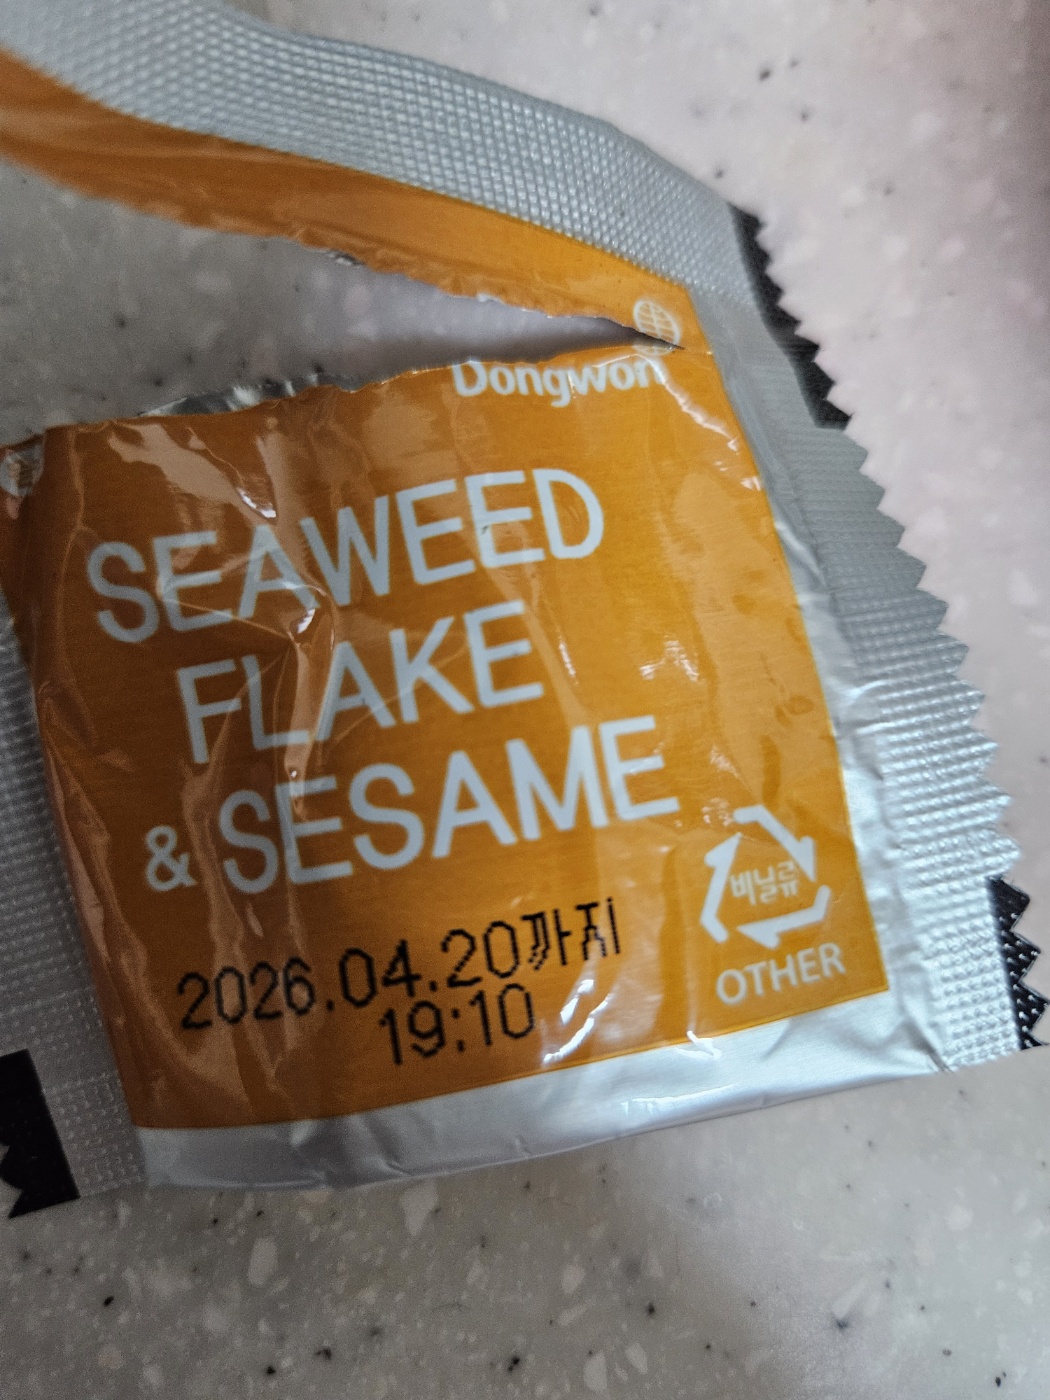 Dongwon
SEAWEED
FLAKE
& SESAME
2026.04.20까지
19:10
비닐류
OTHER